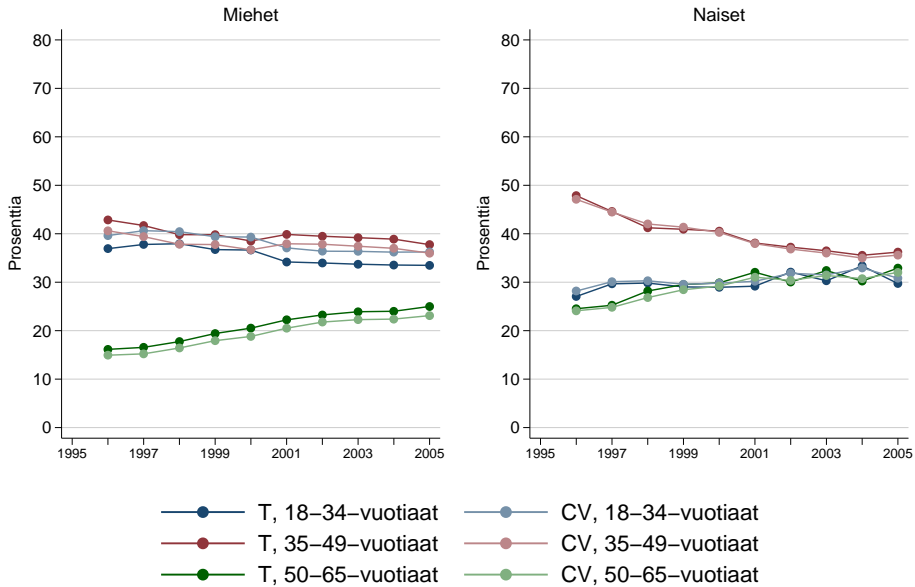 Miehet
Naiset
Prosenttia
80
70
60
50
40
30
20
10
0
1995 1997 1999 2001 2003 2005
Prosenttia
80
70
60
50
40
30
20
10
0
1995 1997 1999 2001 2003 2005
T, 18−34−vuotiaat
CV, 18−34−vuotiaat
T, 35−49−vuotiaat
CV, 35−49−vuotiaat
T, 50−65−vuotiaat
CV, 50−65−vuotiaat